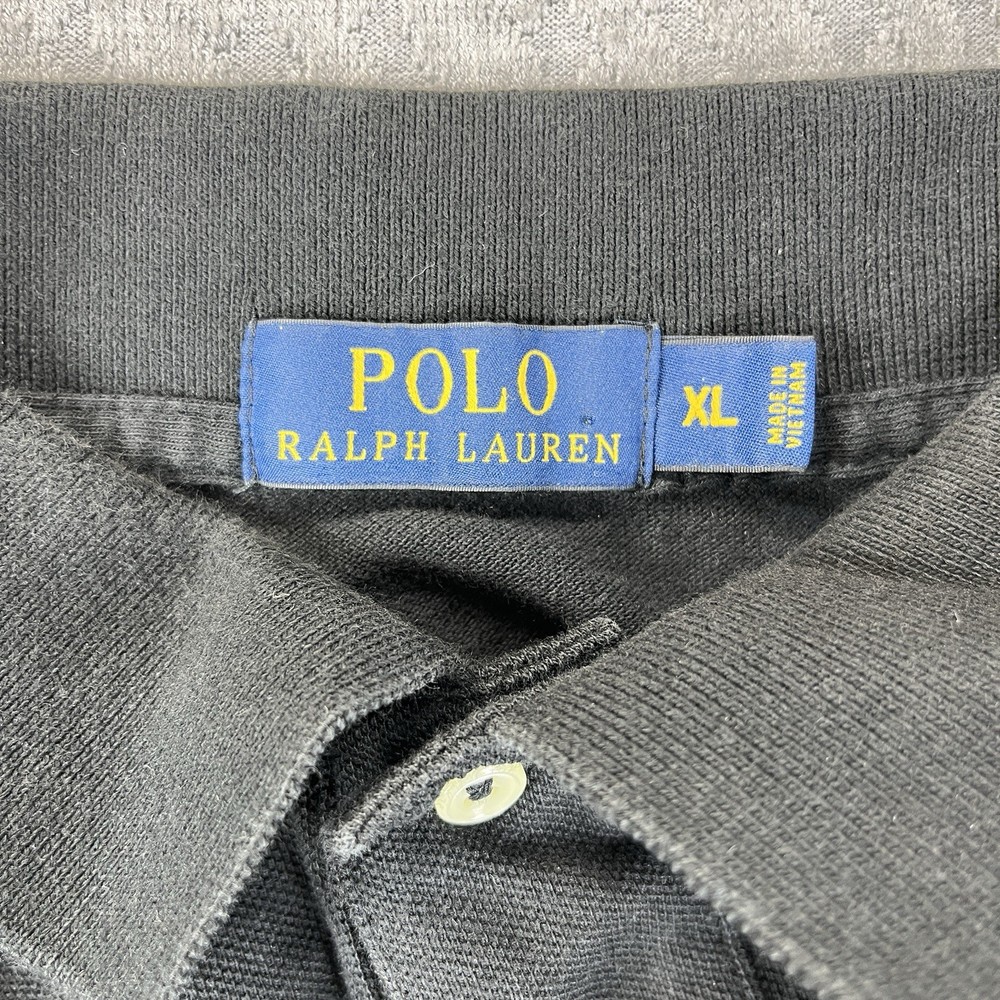 POLO
RALPH LAUREN
XL
MADE IN
VIETNAM